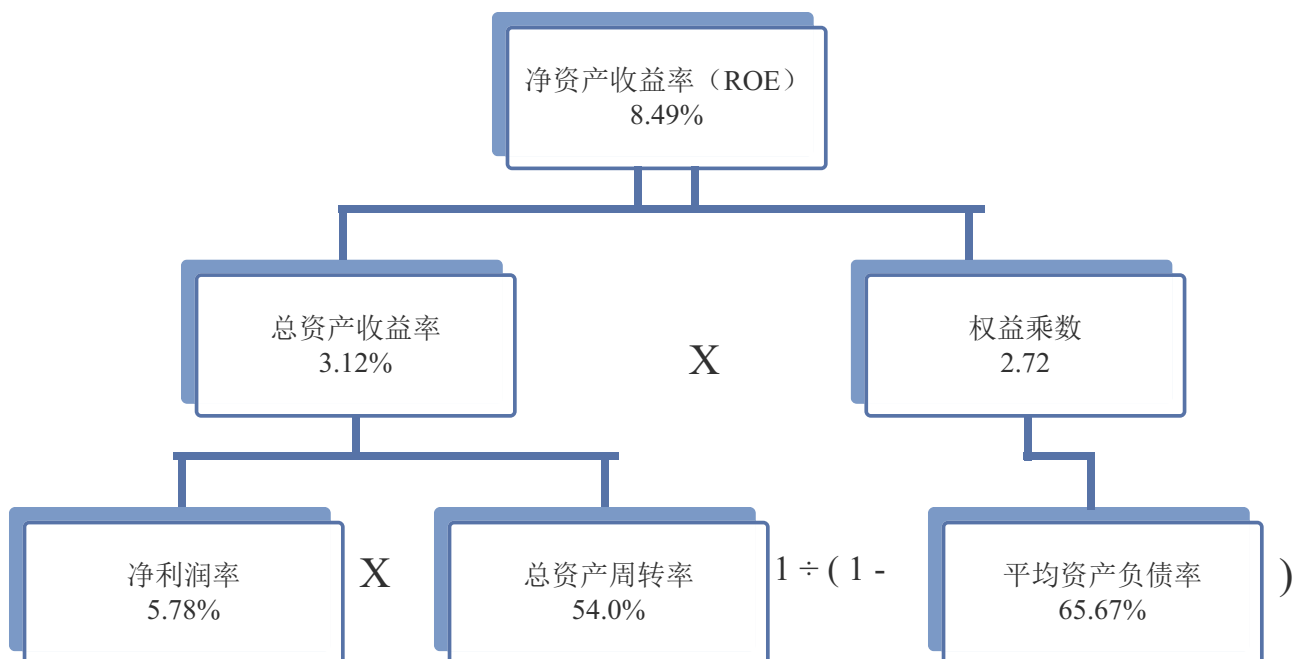 净资产收益率（ROE）
8.49%
总资产收益率
3.12%
X
权益乘数
2.72
净利润率
5.78%
X
总资产周转率
54.0%
1 ÷ ( 1 -
平均资产负债率
65.67%
)